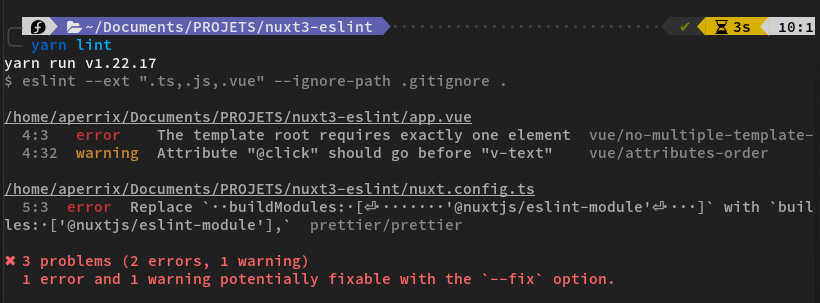 ~/Documents/PROJETS/nuxt3-eslint ✔ 3s 10:1
yarn lint
yarn run v1.22.17
$ eslint --ext ".ts,.js,.vue" --ignore-path .gitignore .
/home/aperrix/Documents/PROJETS/nuxt3-eslint/app.vue
4:3 error The template root requires exactly one element vue/no-multiple-template-
4:32 warning Attribute "@click" should go before "v-text" vue/attributes-order
/home/aperrix/Documents/PROJETS/nuxt3-eslint/nuxt.config.ts
5:3 error Replace `··buildModules:·[⏎········'@nuxtjs/eslint-module'⏎····]` with `buil
les:·['@nuxtjs/eslint-module'],` prettier/prettier
✖ 3 problems (2 errors, 1 warning)
1 error and 1 warning potentially fixable with the `--fix` option.